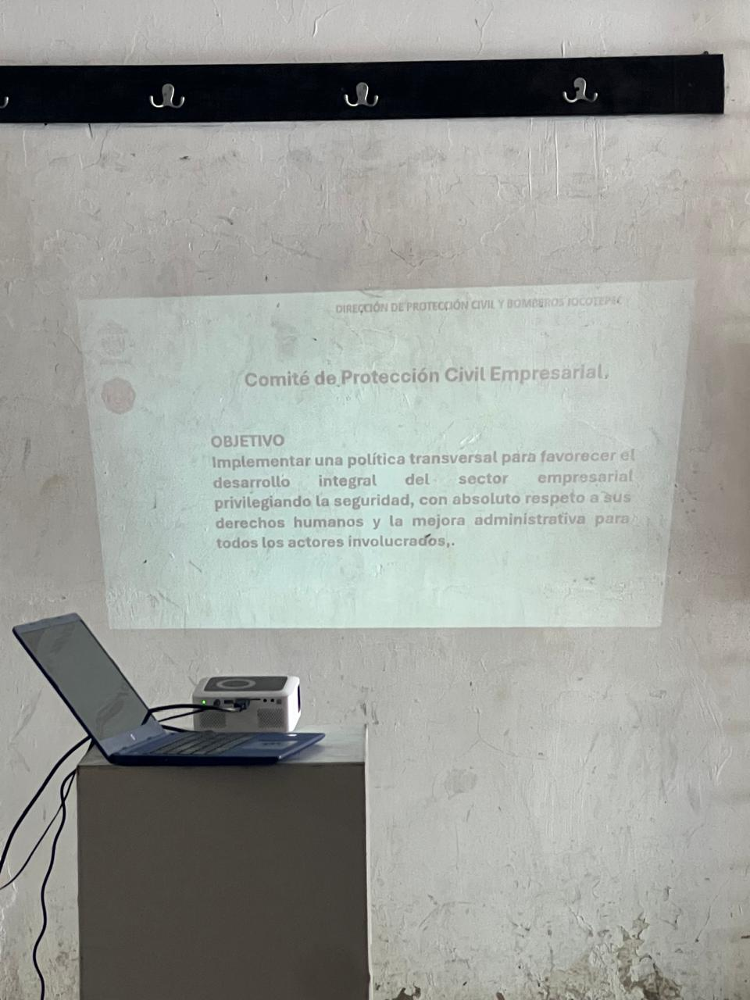 DIRECCIÓN DE PROTECCIÓN CIVIL Y BOMBEROS JOCOTEPEC
Comité de Protección Civil Empresarial.
OBJETIVO
Implementar una política transversal para favorecer el
desarrollo integral del sector empresarial
privilegiando la seguridad, con absoluto respeto a sus
derechos humanos y la mejora administrativa para
todos los actores involucrados,.